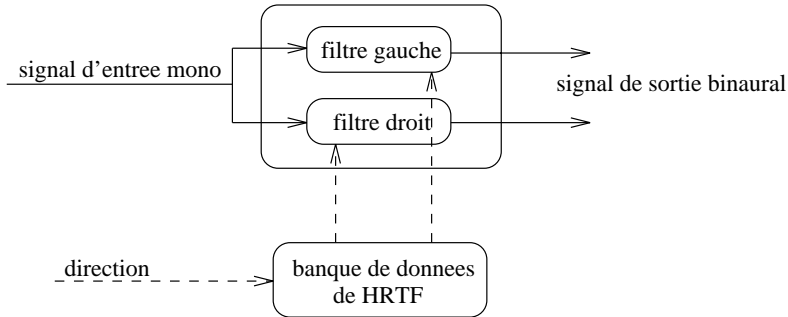 filtre gauche
signal d'entree mono
signal de sortie binaural
filtre droit
direction
banque de donnees
de HRTF